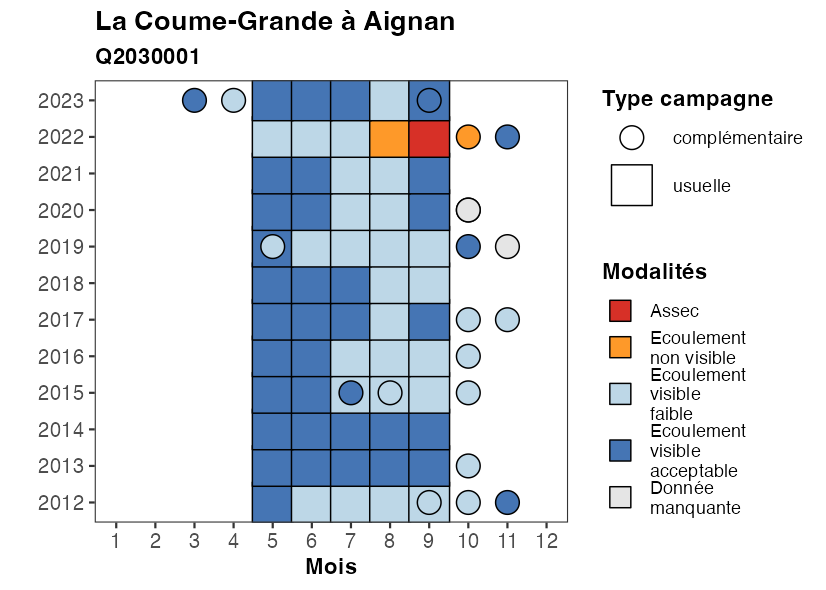 La Coume-Grande à Aignan
Q2030001
2023
2022
2021
2020
2019
2018
2017
2016
2015
2014
2013
2012
1 2 3 4 5 6 7 8 9 10 11 12
Mois
Type campagne
complémentaire
usuelle
Modalités
Assec
Ecoulement
non visible
Ecoulement
visible
faible
Ecoulement
visible
acceptable
Donnée
manquante